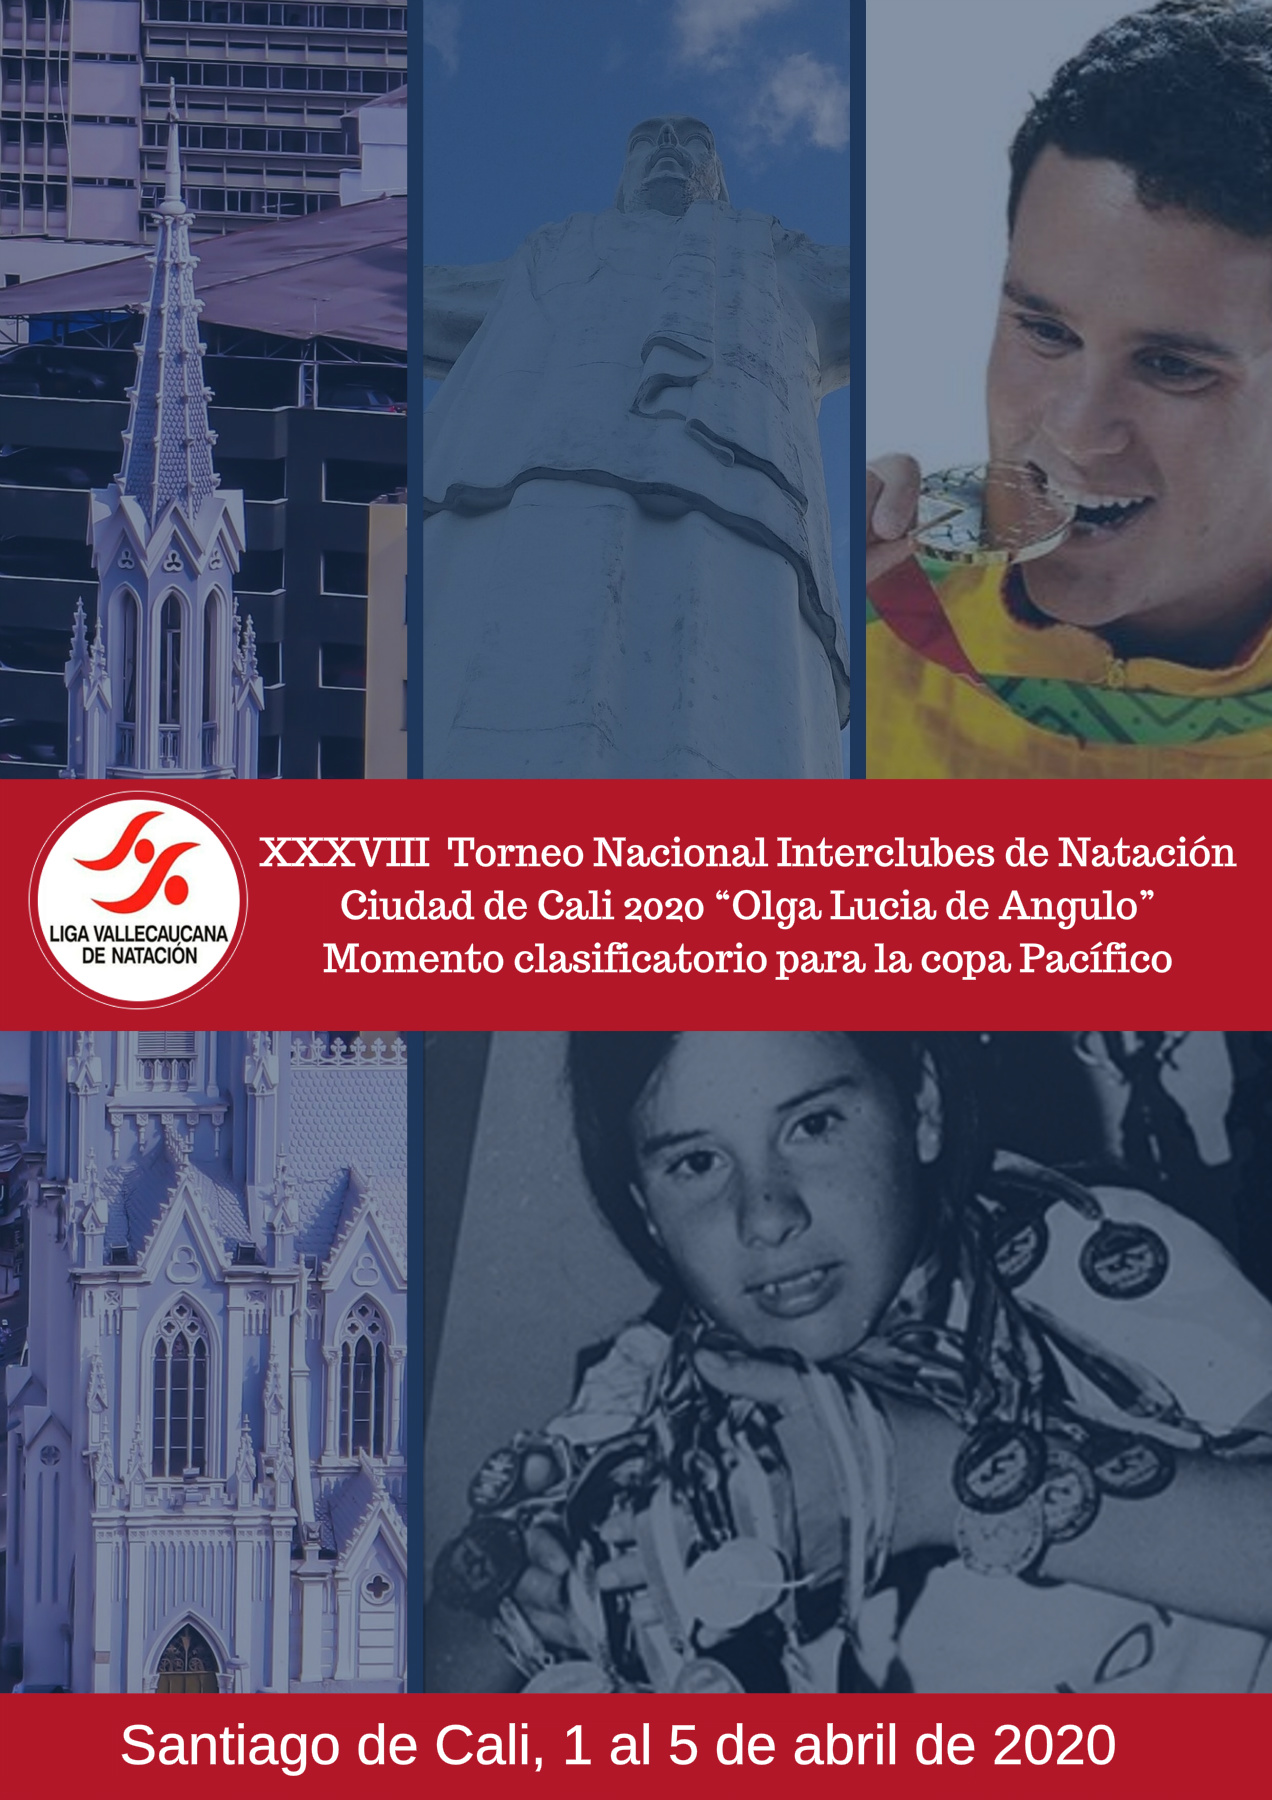 XXXVIII Torneo Nacional Interclubes de Natación
Ciudad de Cali 2020 “Olga Lucia de Angulo”
Momento clasificatorio para la copa Pacífico
LIGA VALLECAUCANA
DE NATACIÓN
Santiago de Cali, 1 al 5 de abril de 2020